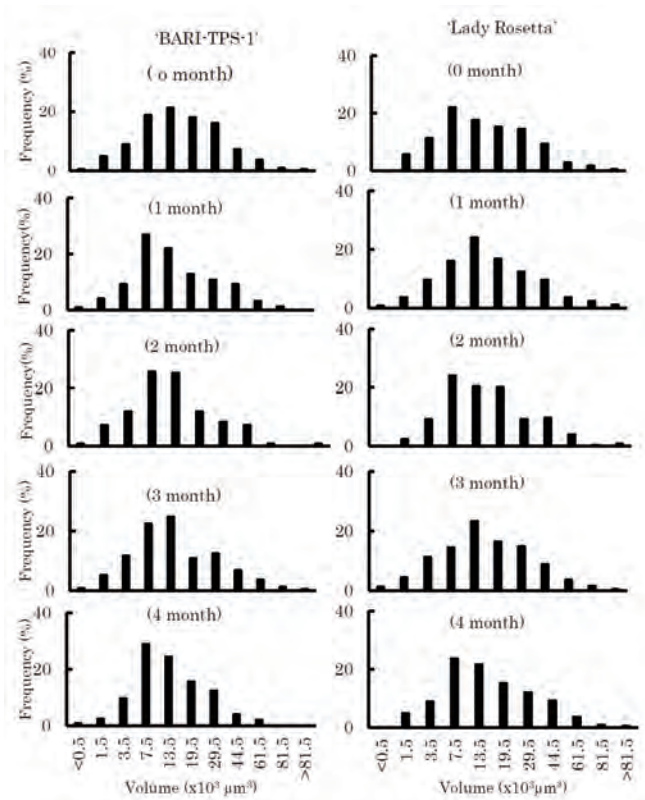 'BARI-TPS-1'
'Lady Rosetta'
40
20
0
Frequency (%)
( o month)
40
20
0
(0 month)
40
20
0
Frequency(%)
(1 month)
40
20
0
(1 month)
40
20
0
Frequency(%)
(2 month)
40
20
0
(2 month)
40
20
0
Frequency (%)
(3 month)
40
20
0
(3 month)
40
20
0
Frequency (%)
(4 month)
40
20
0
(4 month)
<0.5
1.5
3.5
7.5
13.5
19.5
29.5
44.5
61.5
81.5
>81.5
<0.5
1.5
3.5
7.5
13.5
19.5
29.5
44.5
61.5
81.5
>81.5
Volume (x10³ µm³)
Volume (x10³µm³)